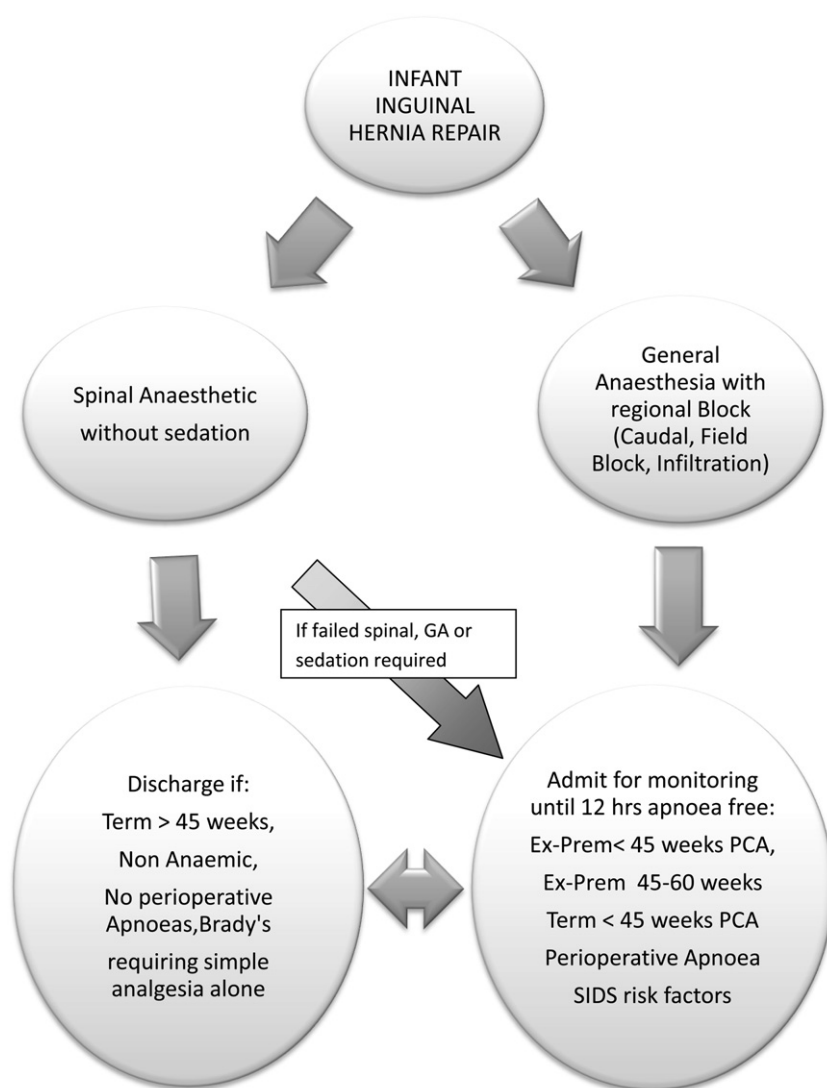 INFANT
INGUINAL
HERNIA REPAIR
Spinal Anaesthetic
without sedation
General
Anaesthesia with
regional Block
(Caudal, Field
Block, Infiltration)
If failed spinal, GA or
sedation required
Discharge if:
Term > 45 weeks,
Non Anaemic,
No perioperative
Apnoeas,Brady's
requiring simple
analgesia alone
Admit for monitoring
until 12 hrs apnoea free:
Ex-Prem< 45 weeks PCA,
Ex-Prem 45-60 weeks
Term < 45 weeks PCA
Perioperative Apnoea
SIDS risk factors